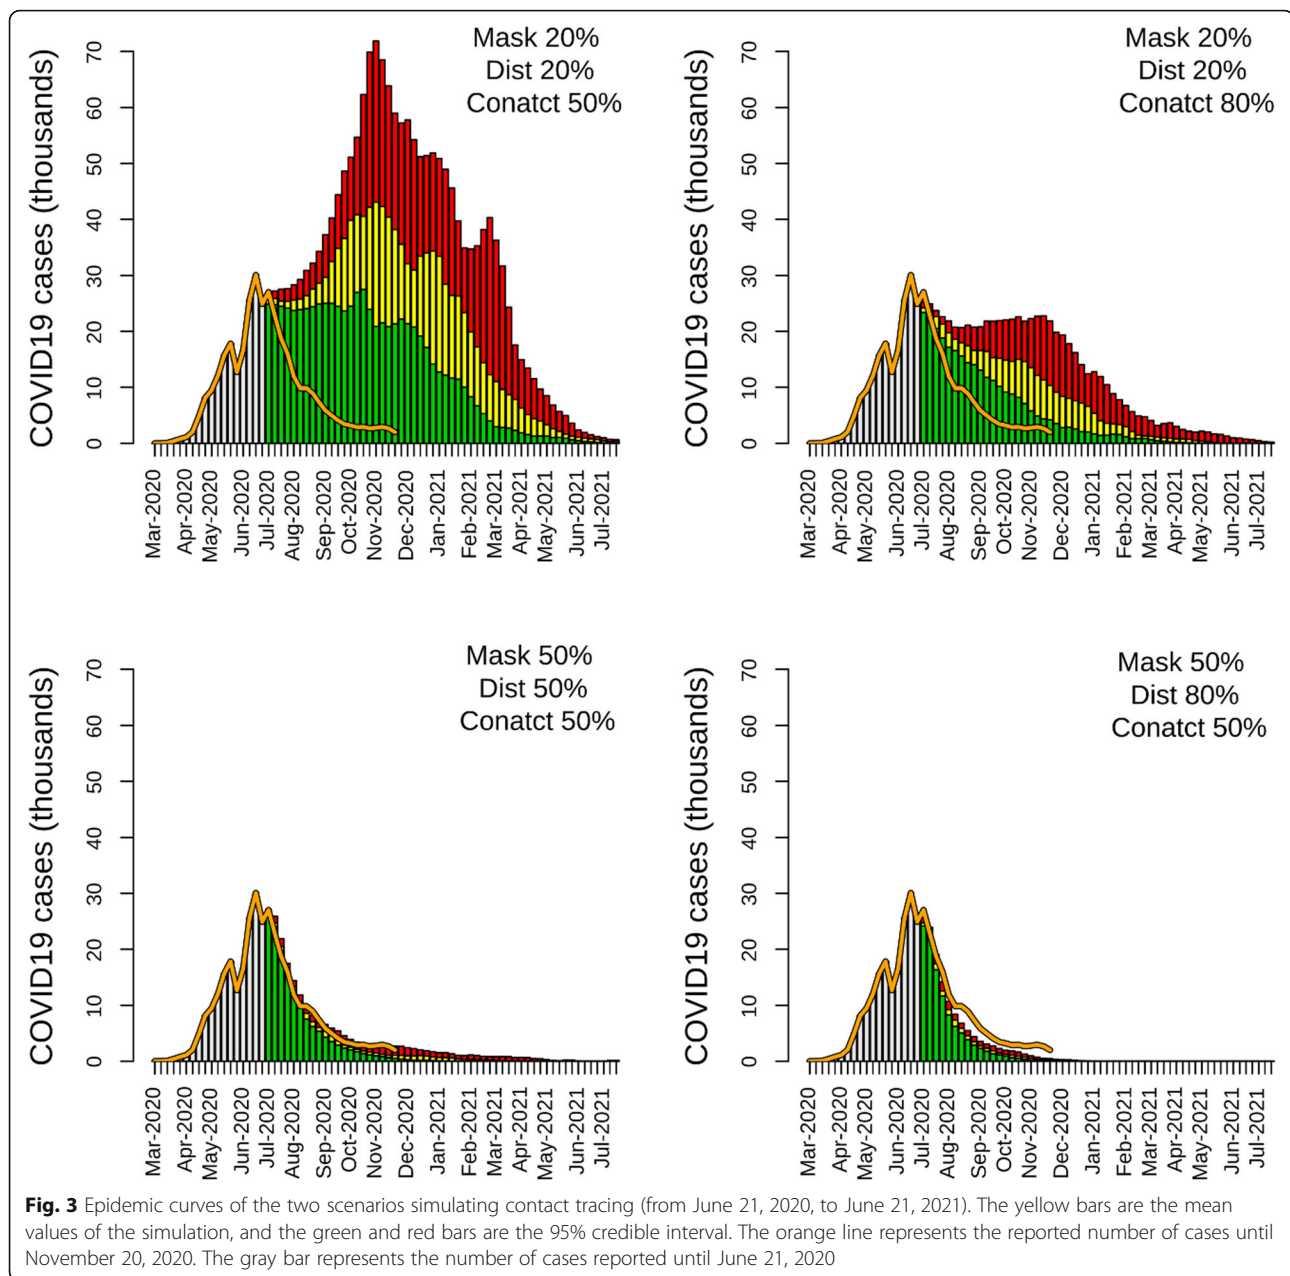 Mask 20%
Dist 20%
Conatct 50%
COVID19 cases (thousands)
0 10 20 30 40 50 60 70
Mar-2020 Apr-2020 May-2020 Jun-2020 Jul-2020 Aug-2020 Sep-2020 Oct-2020 Nov-2020 Dec-2020 Jan-2021 Feb-2021 Mar-2021 Apr-2021 May-2021 Jun-2021 Jul-2021
Mask 20%
Dist 20%
Conatct 80%
COVID19 cases (thousands)
0 10 20 30 40 50 60 70
Mar-2020 Apr-2020 May-2020 Jun-2020 Jul-2020 Aug-2020 Sep-2020 Oct-2020 Nov-2020 Dec-2020 Jan-2021 Feb-2021 Mar-2021 Apr-2021 May-2021 Jun-2021 Jul-2021
Mask 50%
Dist 50%
Conatct 50%
COVID19 cases (thousands)
0 10 20 30 40 50 60 70
Mar-2020 Apr-2020 May-2020 Jun-2020 Jul-2020 Aug-2020 Sep-2020 Oct-2020 Nov-2020 Dec-2020 Jan-2021 Feb-2021 Mar-2021 Apr-2021 May-2021 Jun-2021 Jul-2021
Mask 50%
Dist 80%
Conatct 50%
COVID19 cases (thousands)
0 10 20 30 40 50 60 70
Mar-2020 Apr-2020 May-2020 Jun-2020 Jul-2020 Aug-2020 Sep-2020 Oct-2020 Nov-2020 Dec-2020 Jan-2021 Feb-2021 Mar-2021 Apr-2021 May-2021 Jun-2021 Jul-2021
Fig. 3 Epidemic curves of the two scenarios simulating contact tracing (from June 21, 2020, to June 21, 2021). The yellow bars are the mean
values of the simulation, and the green and red bars are the 95% credible interval. The orange line represents the reported number of cases until
November 20, 2020. The gray bar represents the number of cases reported until June 21, 2020